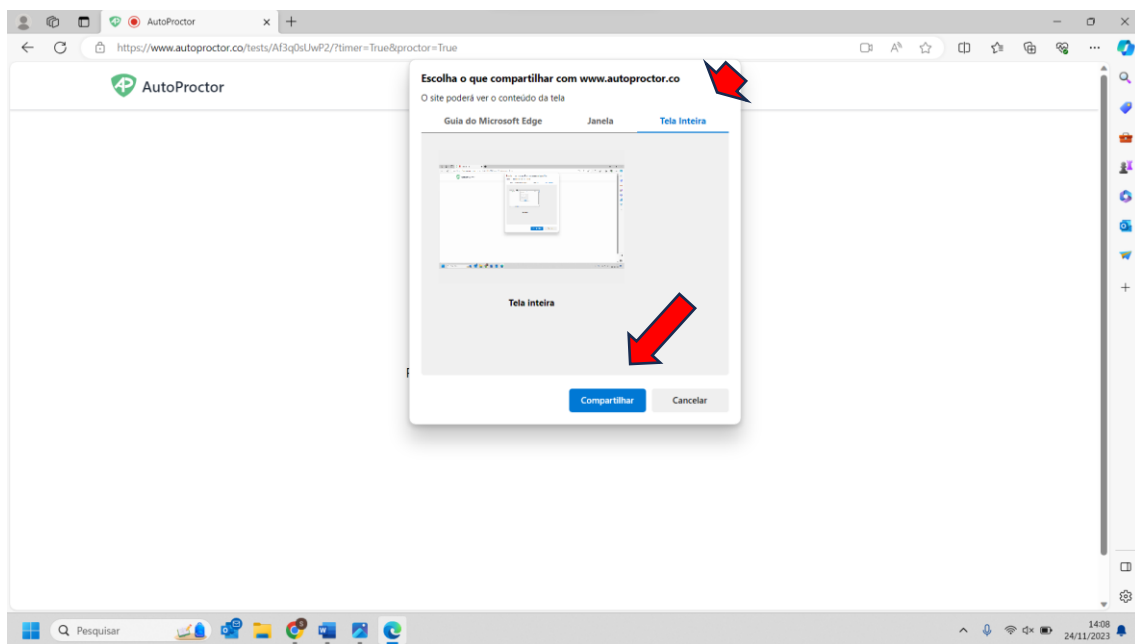 AutoProctor
https://www.autoproctor.co/tests/Af3q0sUwP2/?timer=True&proctor=True
AutoProctor
Escolha o que compartilhar com www.autoproctor.co
O site poderá ver o conteúdo da tela
Guia do Microsoft Edge Janela Tela Inteira
Tela inteira
Compartilhar Cancelar
Pesquisar
14:08
24/11/2023